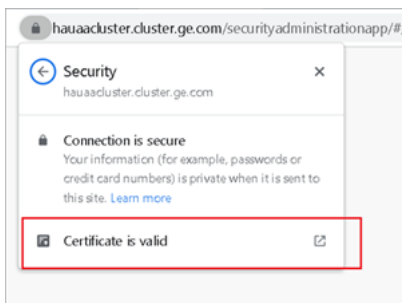 hauaacluster.cluster.ge.com/securityadministrationapp/#
Security
hauaacluster.cluster.ge.com
Connection is secure
Your information (for example, passwords or
credit card numbers) is private when it is sent to
this site. Learn more
Certificate is valid